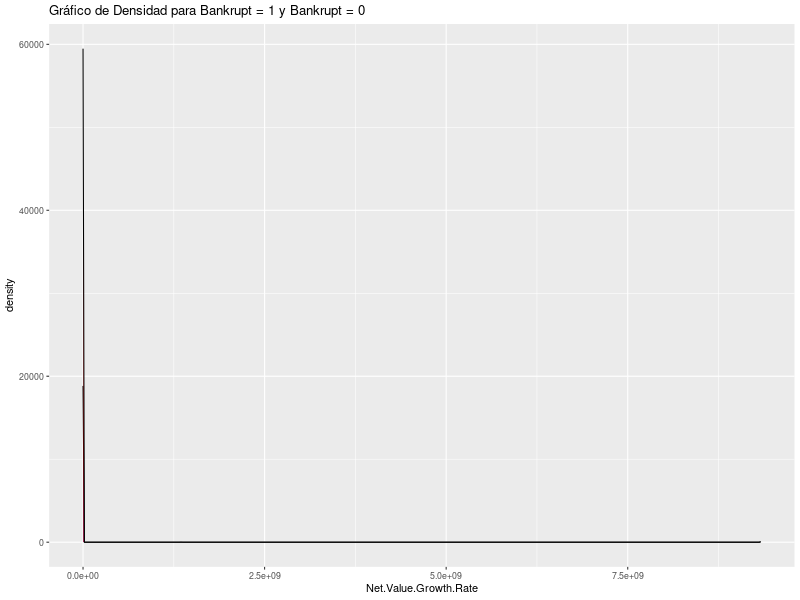 Gráfico de Densidad para Bankrupt = 1 y Bankrupt = 0
60000
40000
20000
0
density
0.0e+00 2.5e+09 5.0e+09 7.5e+09
Net.Value.Growth.Rate